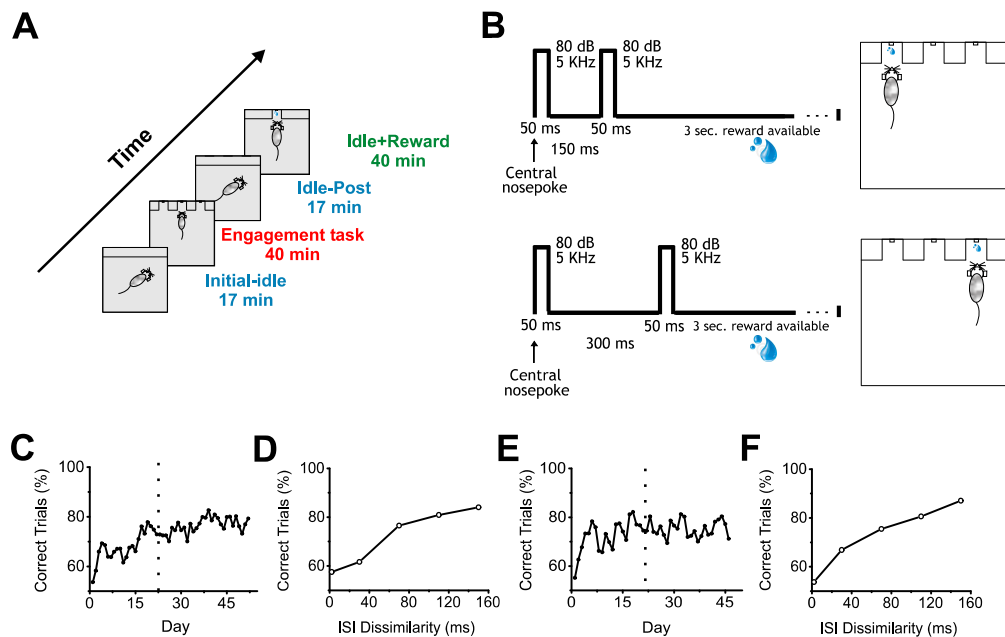 A
Time
Idle+Reward
40 min
Idle-Post
17 min
Engagement task
40 min
Initial-idle
17 min
B
80 dB
5 KHz
80 dB
5 KHz
50 ms
50 ms
3 sec. reward available
150 ms
Central
nosepoke
80 dB
5 KHz
80 dB
5 KHz
50 ms
50 ms
3 sec. reward available
300 ms
Central
nosepoke
C
Correct Trials (%)
100
80
60
0
15
30
45
Day
D
Correct Trials (%)
100
80
60
0
40
80
120
160
ISI Dissimilarity (ms)
E
Correct Trials (%)
100
80
60
0
15
30
45
Day
F
Correct Trials (%)
100
80
60
0
40
80
120
160
ISI Dissimilarity (ms)